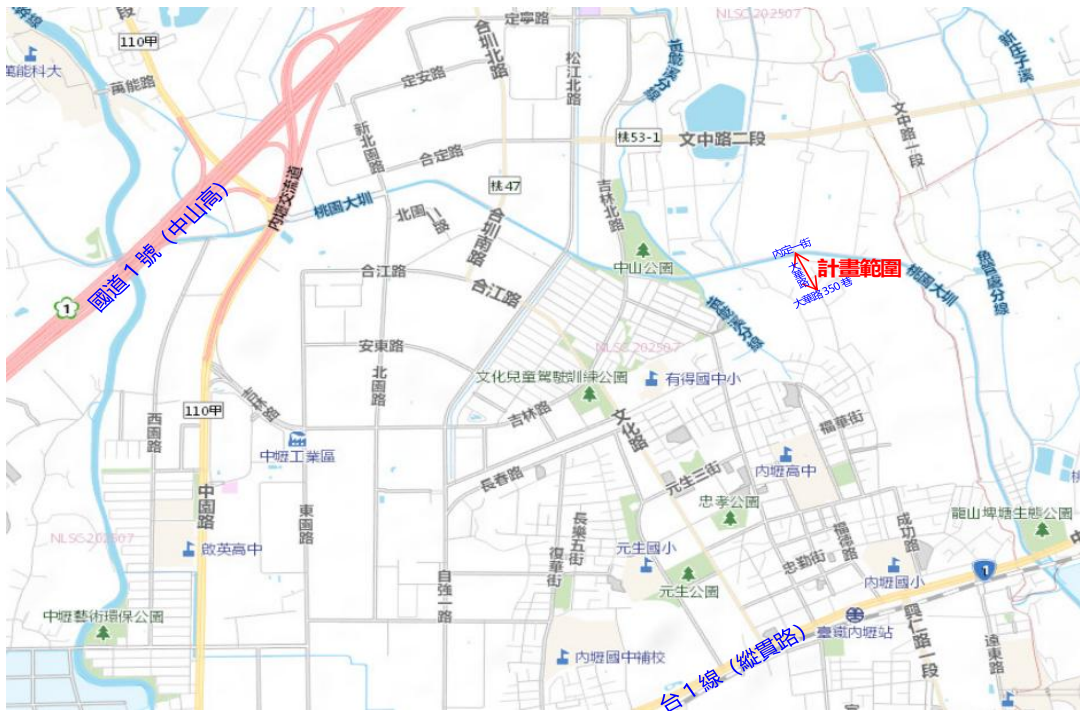 NLSC 202507
定寧路
段
110甲
合圳北路
松江北路
新庄子溪
萬能科大
萬能路
定安路
文中路一段
新北園路
合定路
桃53-1
文中路二段
內壢交流道
桃47
吉林北路
國道1號（中山高）
桃園大圳
合圳南路
內定一街
計畫範圍
大華路
大華路350巷
中山公園
合江路
合江路
桃園大圳
1
安東路
NLSC 202507
北園路
文化兒童駕駛訓練公園
有得國中小
110甲
吉林路
吉林路
文化路
福華街
西園路
中壢工業區
長春路
元生三街
內壢高中
中園路
東園路
長樂五街
忠孝公園
福德路
成功路
龍山埤塘生態公園
NLSC 202507
啟英高中
復華街
元生國小
忠勤街
內壢國小
1
自強一路
元生公園
中壢藝術環保公園
臺鐵內壢站
興仁路一段
遠東路
內壢國中補校
台1線（縱貫路）